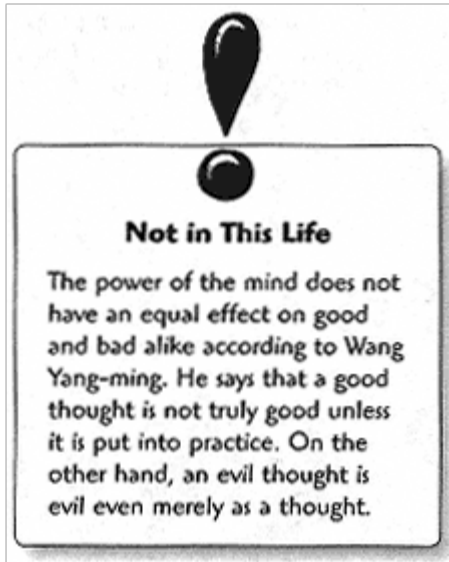 Not in This Life
The power of the mind does not
have an equal effect on good
and bad alike according to Wang
Yang-ming. He says that a good
thought is not truly good unless
it is put into practice. On the
other hand, an evil thought is
evil even merely as a thought.